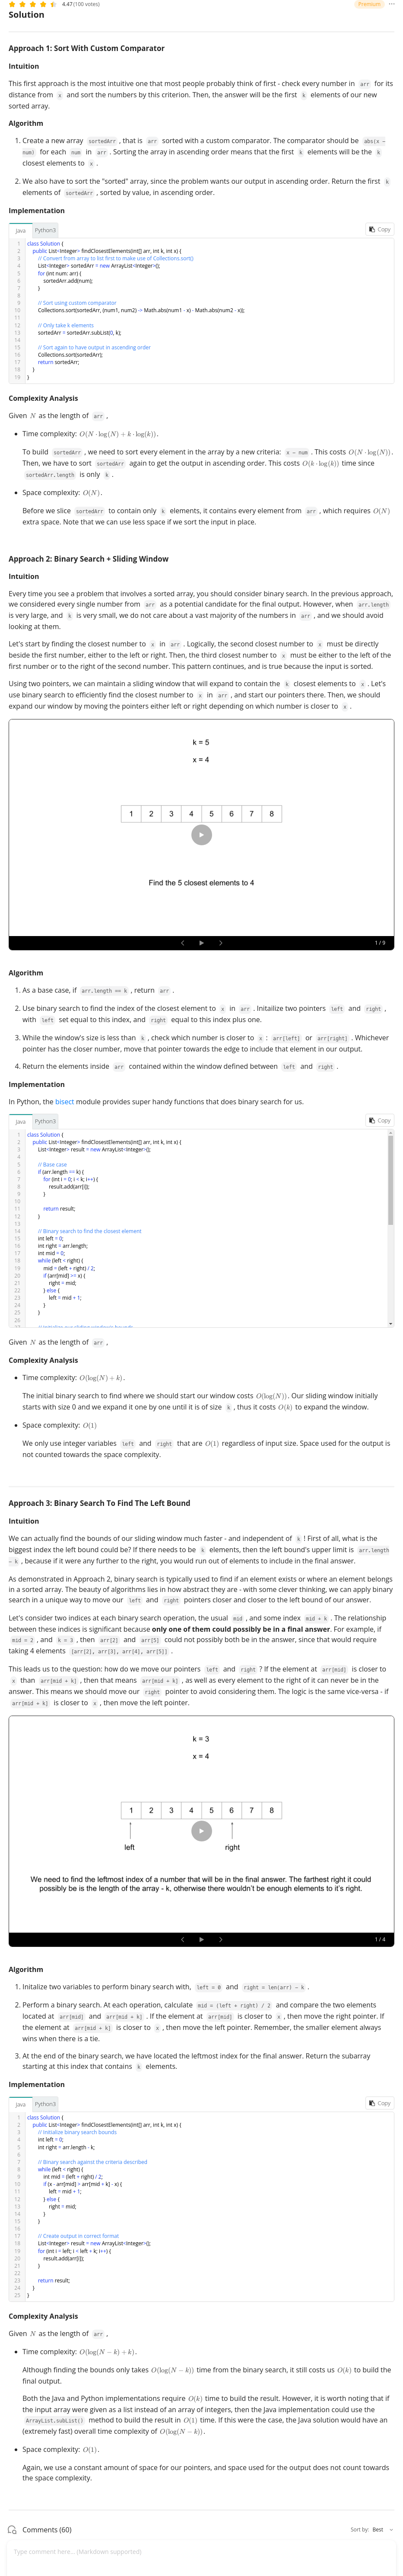 4.47 (100 votes)
Premium
Solution
Approach 1: Sort With Custom Comparator
Intuition
This first approach is the most intuitive one that most people probably think of first - check every number in arr for its
distance from x and sort the numbers by this criterion. Then, the answer will be the first k elements of our new
sorted array.
Algorithm
1. Create a new array sortedArr , that is arr sorted with a custom comparator. The comparator should be abs(x -
num) for each num in arr . Sorting the array in ascending order means that the first k elements will be the k
closest elements to x .
2. We also have to sort the "sorted" array, since the problem wants our output in ascending order. Return the first k
elements of sortedArr , sorted by value, in ascending order.
Implementation
Java Python3 Copy
1 class Solution {
2 public List<Integer> findClosestElements(int[] arr, int k, int x) {
3 // Convert from array to list first to make use of Collections.sort()
4 List<Integer> sortedArr = new ArrayList<Integer>();
5 for (int num: arr) {
6 sortedArr.add(num);
7 }
8
9 // Sort using custom comparator
10 Collections.sort(sortedArr, (num1, num2) -> Math.abs(num1 - x) - Math.abs(num2 - x));
11
12 // Only take k elements
13 sortedArr = sortedArr.subList(0, k);
14
15 // Sort again to have output in ascending order
16 Collections.sort(sortedArr);
17 return sortedArr;
18 }
19 }
Complexity Analysis
Given N as the length of arr ,
• Time complexity: O(N · log(N) + k · log(k)).
To build sortedArr , we need to sort every element in the array by a new criteria: x - num . This costs O(N · log(N)).
Then, we have to sort sortedArr again to get the output in ascending order. This costs O(k · log(k)) time since
sortedArr.length is only k .
• Space complexity: O(N).
Before we slice sortedArr to contain only k elements, it contains every element from arr , which requires O(N)
extra space. Note that we can use less space if we sort the input in place.
Approach 2: Binary Search + Sliding Window
Intuition
Every time you see a problem that involves a sorted array, you should consider binary search. In the previous approach,
we considered every single number from arr as a potential candidate for the final output. However, when arr.length
is very large, and k is very small, we do not care about a vast majority of the numbers in arr , and we should avoid
looking at them.
Let's start by finding the closest number to x in arr . Logically, the second closest number to x must be directly
beside the first number, either to the left or right. Then, the third closest number to x must be either to the left of the
first number or to the right of the second number. This pattern continues, and is true because the input is sorted.
Using two pointers, we can maintain a sliding window that will expand to contain the k closest elements to x . Let's
use binary search to efficiently find the closest number to x in arr , and start our pointers there. Then, we should
expand our window by moving the pointers either left or right depending on which number is closer to x .
k = 5
x = 4
1 2 3 4 5 6 7 8
Find the 5 closest elements to 4
1 / 9
Algorithm
1. As a base case, if arr.length == k , return arr .
2. Use binary search to find the index of the closest element to x in arr . Initailize two pointers left and right ,
with left set equal to this index, and right equal to this index plus one.
3. While the window's size is less than k , check which number is closer to x : arr[left] or arr[right] . Whichever
pointer has the closer number, move that pointer towards the edge to include that element in our output.
4. Return the elements inside arr contained within the window defined between left and right .
Implementation
In Python, the bisect module provides super handy functions that does binary search for us.
Java Python3 Copy
1 class Solution {
2 public List<Integer> findClosestElements(int[] arr, int k, int x) {
3 List<Integer> result = new ArrayList<Integer>();
4
5 // Base case
6 if (arr.length == k) {
7 for (int i = 0; i < k; i++) {
8 result.add(arr[i]);
9 }
10
11 return result;
12 }
13
14 // Binary search to find the closest element
15 int left = 0;
16 int right = arr.length;
17 int mid = 0;
18 while (left < right) {
19 mid = (left + right) / 2;
20 if (arr[mid] >= x) {
21 right = mid;
22 } else {
23 left = mid + 1;
24 }
25 }
26
Given N as the length of arr ,
Complexity Analysis
• Time complexity: O(log(N) + k).
The initial binary search to find where we should start our window costs O(log(N)). Our sliding window initially
starts with size 0 and we expand it one by one until it is of size k , thus it costs O(k) to expand the window.
• Space complexity: O(1)
We only use integer variables left and right that are O(1) regardless of input size. Space used for the output is
not counted towards the space complexity.
Approach 3: Binary Search To Find The Left Bound
Intuition
We can actually find the bounds of our sliding window much faster - and independent of k ! First of all, what is the
biggest index the left bound could be? If there needs to be k elements, then the left bound's upper limit is arr.length
- k , because if it were any further to the right, you would run out of elements to include in the final answer.
As demonstrated in Approach 2, binary search is typically used to find if an element exists or where an element belongs
in a sorted array. The beauty of algorithms lies in how abstract they are - with some clever thinking, we can apply binary
search in a unique way to move our left and right pointers closer and closer to the left bound of our answer.
Let's consider two indices at each binary search operation, the usual mid , and some index mid + k . The relationship
between these indices is significant because only one of them could possibly be in a final answer. For example, if
mid = 2 , and k = 3 , then arr[2] and arr[5] could not possibly both be in the answer, since that would require
taking 4 elements [arr[2], arr[3], arr[4], arr[5]] .
This leads us to the question: how do we move our pointers left and right ? If the element at arr[mid] is closer to
x than arr[mid + k] , then that means arr[mid + k] , as well as every element to the right of it can never be in the
answer. This means we should move our right pointer to avoid considering them. The logic is the same vice-versa - if
arr[mid + k] is closer to x , then move the left pointer.
k = 3
x = 4
1 2 3 4 5 6 7 8
left right
We need to find the leftmost index of a number that will be in the final answer. The farthest right it could
possibly be is the length of the array - k, otherwise there wouldn't be enough elements to it's right.
1 / 4
Algorithm
1. Initalize two variables to perform binary search with, left = 0 and right = len(arr) - k .
2. Perform a binary search. At each operation, calculate mid = (left + right) / 2 and compare the two elements
located at arr[mid] and arr[mid + k] . If the element at arr[mid] is closer to x , then move the right pointer. If
the element at arr[mid + k] is closer to x , then move the left pointer. Remember, the smaller element always
wins when there is a tie.
3. At the end of the binary search, we have located the leftmost index for the final answer. Return the subarray
starting at this index that contains k elements.
Implementation
Java Python3 Copy
1 class Solution {
2 public List<Integer> findClosestElements(int[] arr, int k, int x) {
3 // Initialize binary search bounds
4 int left = 0;
5 int right = arr.length - k;
6
7 // Binary search against the criteria described
8 while (left < right) {
9 int mid = (left + right) / 2;
10 if (x - arr[mid] > arr[mid + k] - x) {
11 left = mid + 1;
12 } else {
13 right = mid;
14 }
15 }
16
17 // Create output in correct format
18 List<Integer> result = new ArrayList<Integer>();
19 for (int i = left; i < left + k; i++) {
20 result.add(arr[i]);
21 }
22
23 return result;
24 }
25 }
Complexity Analysis
Given N as the length of arr ,
• Time complexity: O(log(N − k) + k).
Although finding the bounds only takes O(log(N − k)) time from the binary search, it still costs us O(k) to build the
final output.
Both the Java and Python implementations require O(k) time to build the result. However, it is worth noting that if
the input array were given as a list instead of an array of integers, then the Java implementation could use the
ArrayList.subList() method to build the result in O(1) time. If this were the case, the Java solution would have an
(extremely fast) overall time complexity of O(log(N − k)).
• Space complexity: O(1).
Again, we use a constant amount of space for our pointers, and space used for the output does not count towards
the space complexity.
Comments (60) Sort by: Best
Type comment here... (Markdown supported)